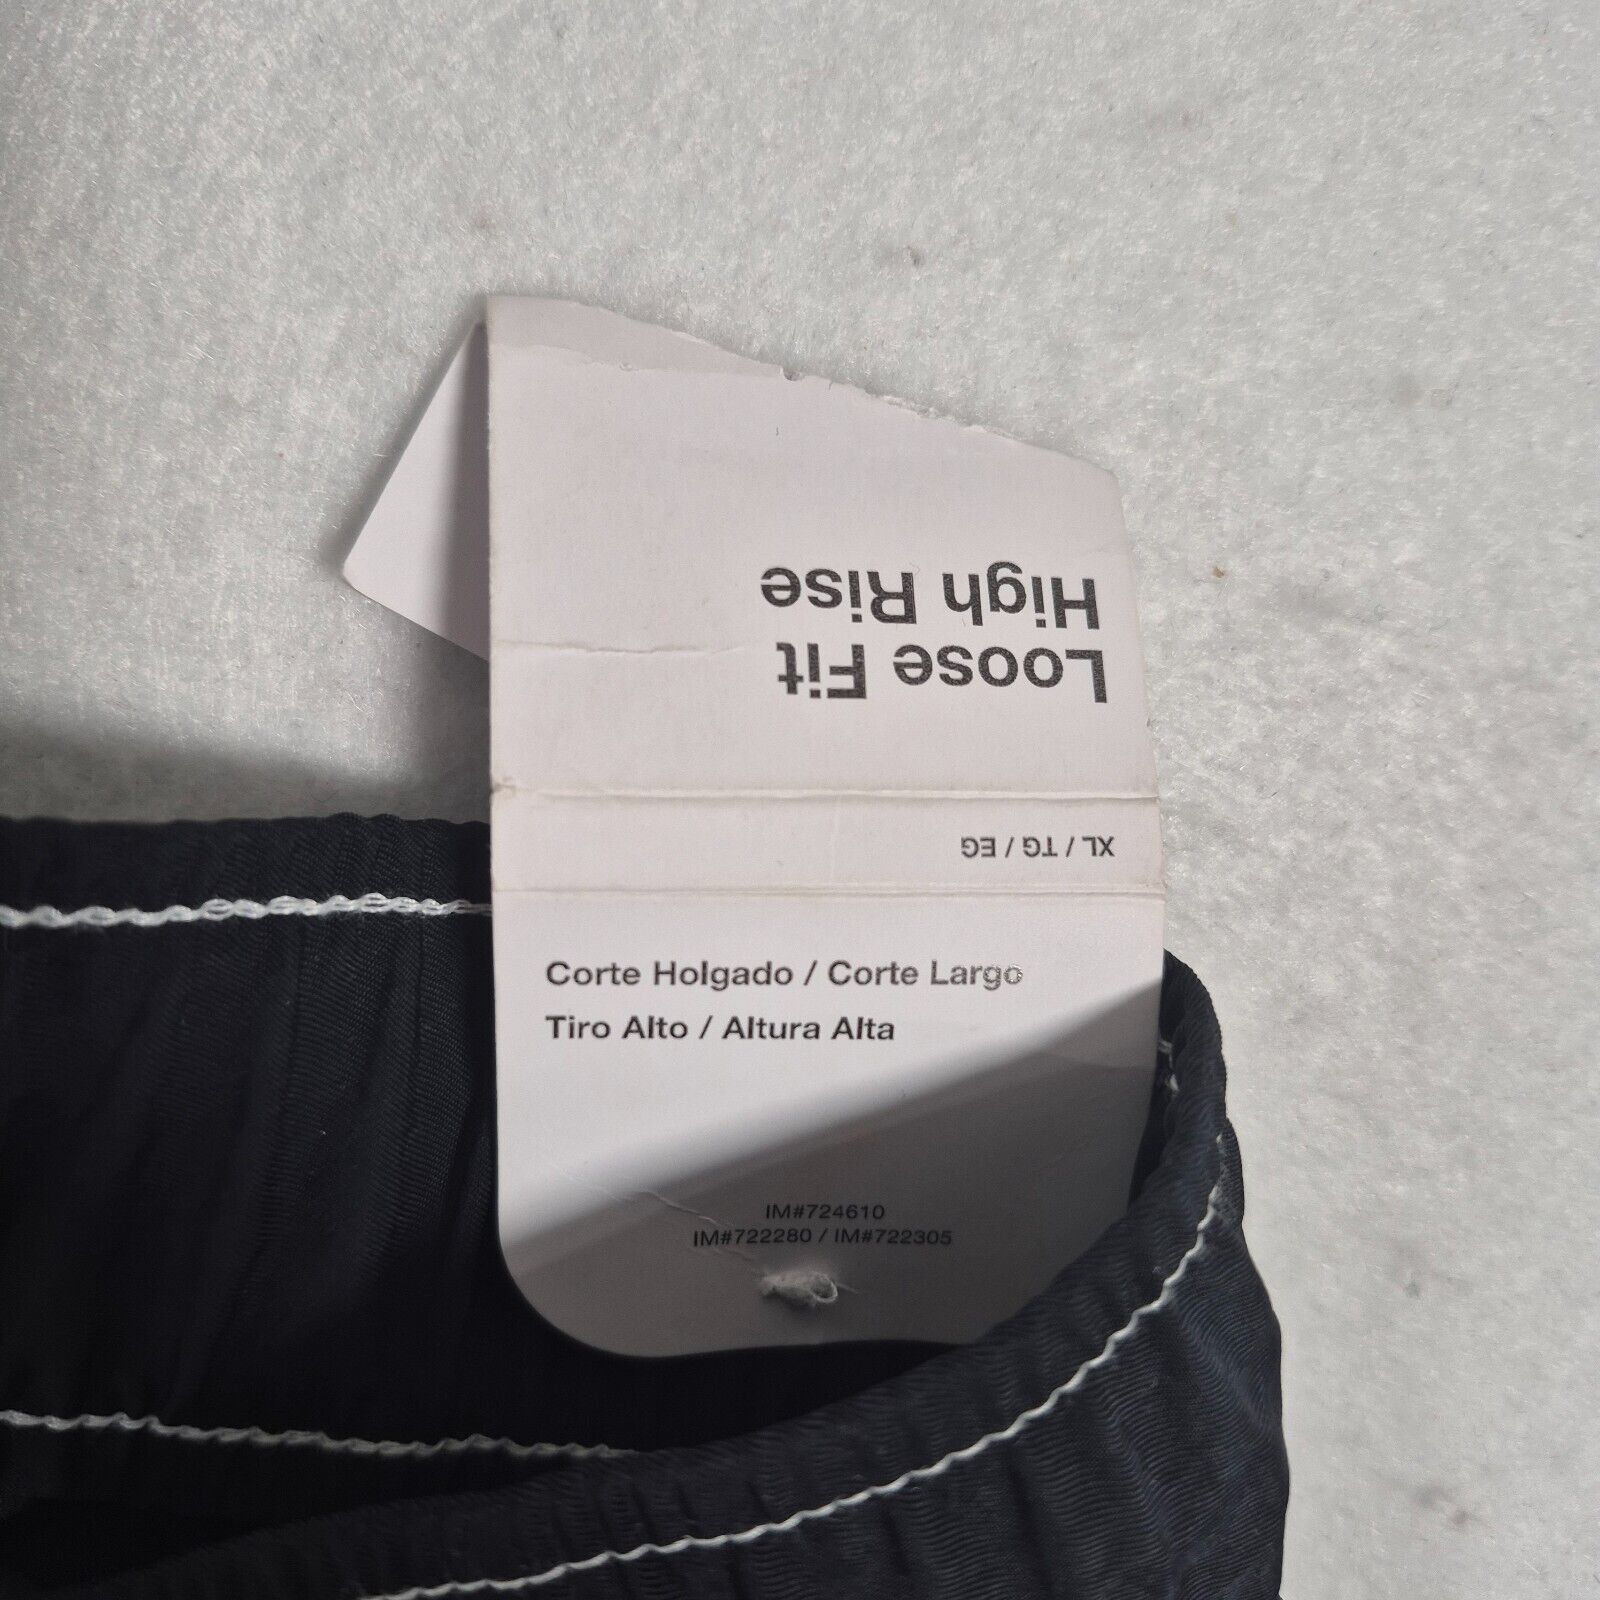 Loose Fit
High Rise
XL / TG / EG
Corte Holgado / Corte Largo
Tiro Alto / Altura Alta
IM#724610
IM#722280 / IM#722305